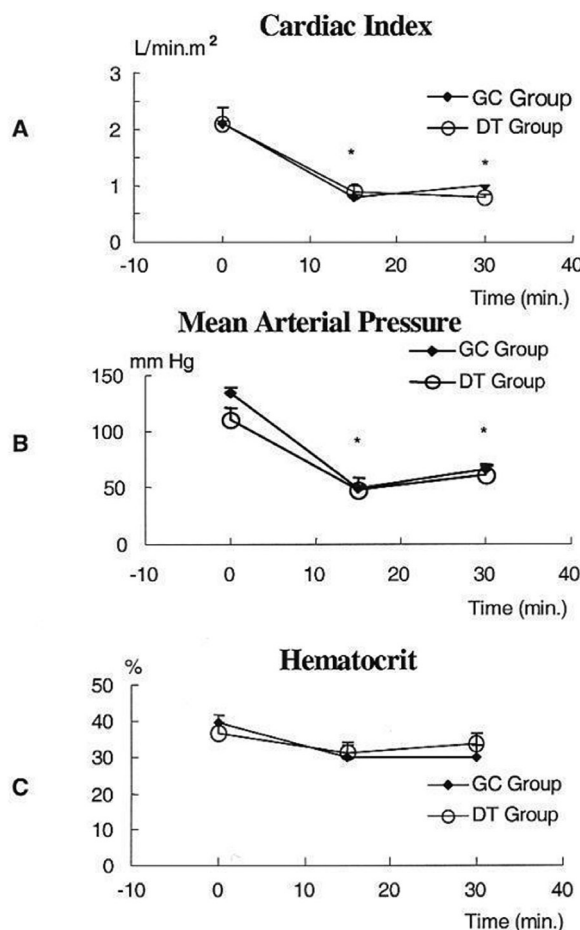 Cardiac Index
L/min.m²
A
3
2
1
0
GC Group
DT Group
*
*
-10 0 10 20 30 40
Time (min.)
Mean Arterial Pressure
mm Hg
B
150
100
50
0
GC Group
DT Group
*
*
-10 0 10 20 30 40
Time (min.)
Hematocrit
%
C
50
40
30
20
10
0
GC Group
DT Group
-10 0 10 20 30 40
Time (min.)